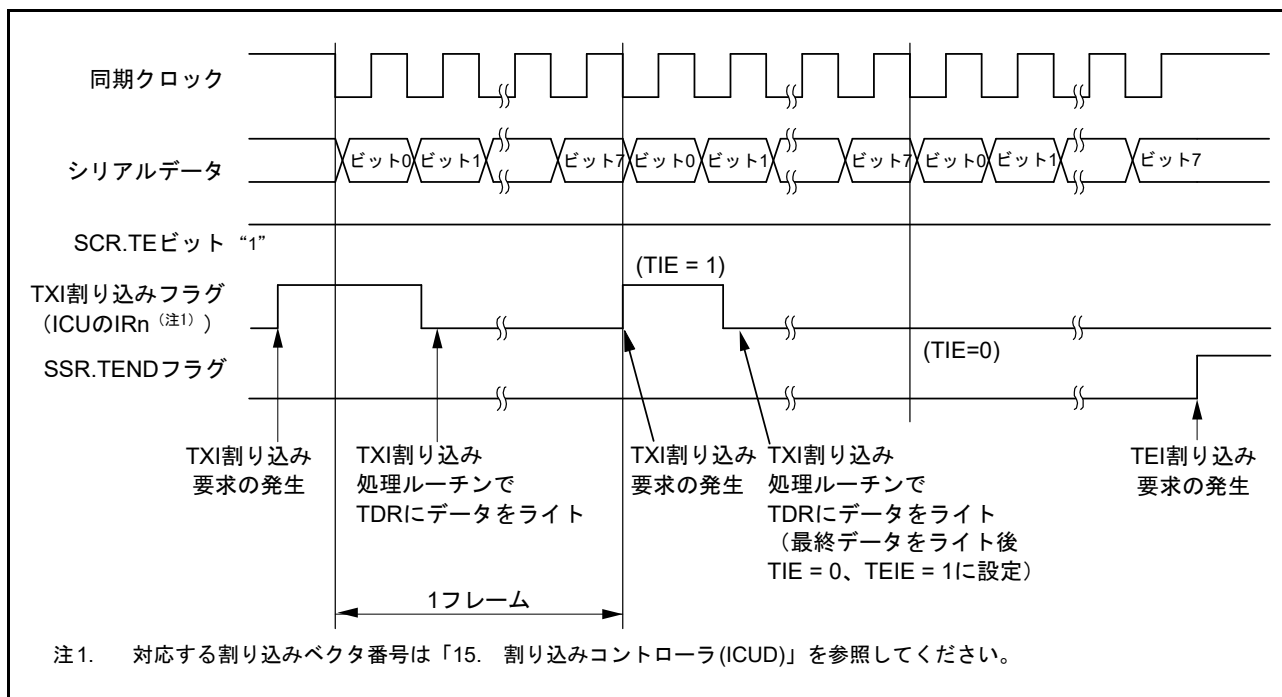 同期クロック
シリアルデータ
ビット0 ビット1 ビット7 ビット0 ビット1 ビット7 ビット0 ビット1 ビット7
SCR.TEビット “1”
(TIE = 1)
TXI割り込みフラグ
（ICUのIRn（注1））
(TIE=0)
SSR.TENDフラグ
TXI割り込み
要求の発生
TXI割り込み
処理ルーチンで
TDRにデータをライト
TXI割り込み
要求の発生
TXI割り込み
処理ルーチンで
TDRにデータをライト
（最終データをライト後
TIE = 0、TEIE = 1に設定）
TEI割り込み
要求の発生
1フレーム
注1. 対応する割り込みベクタ番号は「15. 割り込みコントローラ(ICUD)」を参照してください。